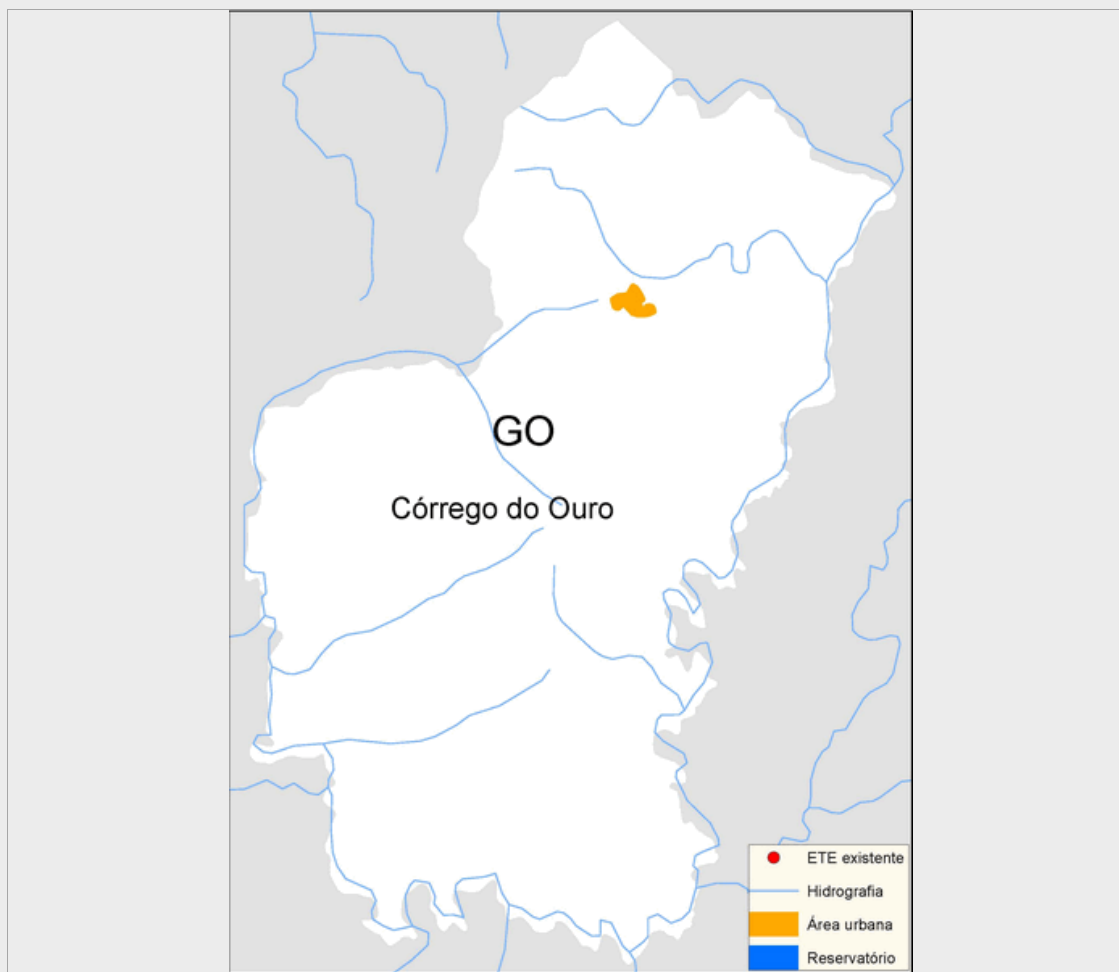 GO
Córrego do Ouro
ETE existente
Hidrografia
Área urbana
Reservatório